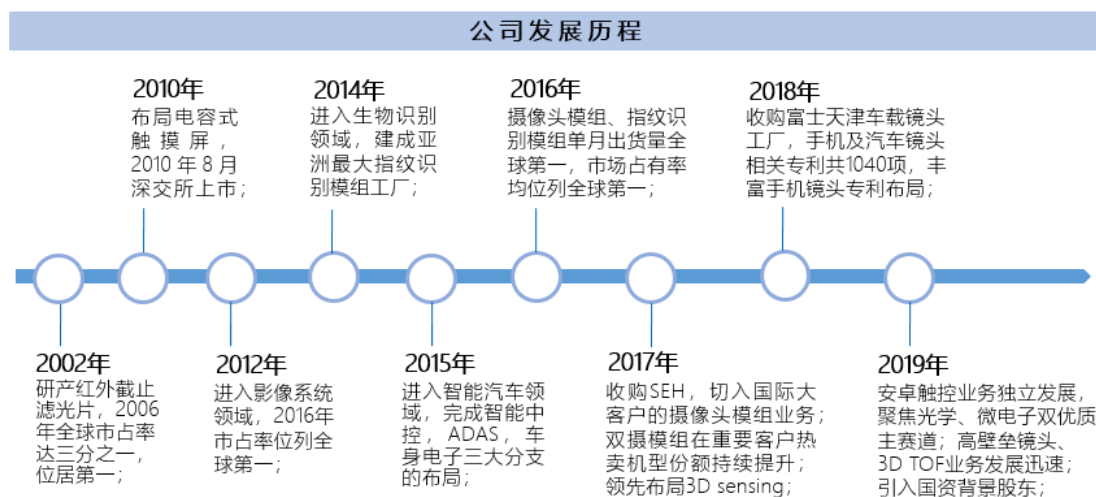 公司发展历程
2010年
布局电容式
触摸屏，
2010年8月
深交所上市；
2014年
进入生物识别
领域，建成亚
洲最大指纹识
别模组工厂；
2016年
摄像头模组、指纹识
别模组单月出货量全
球第一，市场占有率
均位列全球第一；
2018年
收购富士天津车载镜头
工厂，手机及汽车镜头
相关专利共1040项，丰
富手机镜头专利布局；
2002年
研产红外截止
滤光片，2006
年全球市占率
达三分之一，
位居第一；
2012年
进入影像系统
领域，2016年
市占率位列全
球第一；
2015年
进入智能汽车领
域，完成智能中
控，ADAS，车
身电子三大分支
的布局；
2017年
收购SEH，切入国际大
客户的摄像头模组业务；
双摄模组在重要客户热
卖机型份额持续提升；
领先布局3D sensing；
2019年
安卓触控业务独立发展，
聚焦光学、微电子双优质
主赛道；高壁垒镜头、
3D TOF业务发展迅速；
引入国资背景股东；